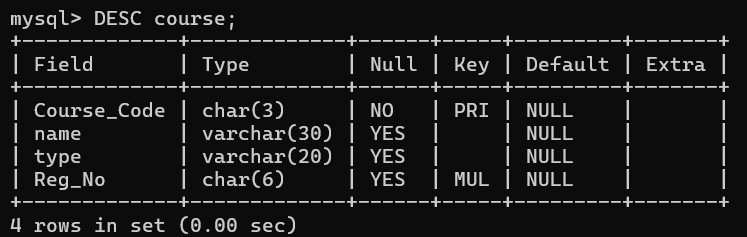 mysql> DESC course;
+-------------+-------------+------+-----+---------+-------+
| Field       | Type        | Null | Key | Default | Extra |
+-------------+-------------+------+-----+---------+-------+
| Course_Code | char(3)     | NO   | PRI | NULL    |       |
| name        | varchar(30) | YES  |     | NULL    |       |
| type        | varchar(20) | YES  |     | NULL    |       |
| Reg_No      | char(6)     | YES  | MUL | NULL    |       |
+-------------+-------------+------+-----+---------+-------+
4 rows in set (0.00 sec)